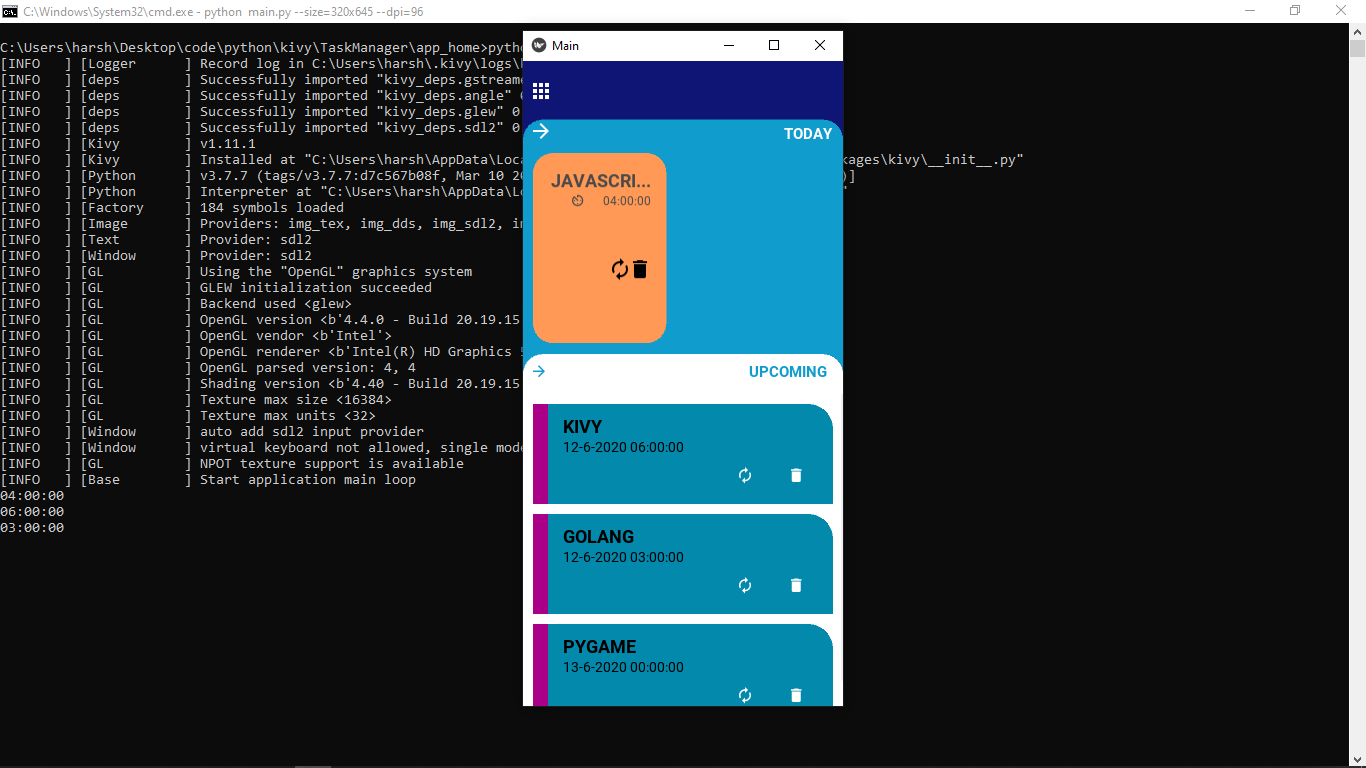 C:\Windows\System32\cmd.exe - python main.py --size=320x645 --dpi=96
C:\Users\harsh\Desktop\code\python\kivy\TaskManager\app_home>pytho
[INFO   ] [Logger      ] Record log in C:\Users\harsh\.kivy\logs\
[INFO   ] [deps        ] Successfully imported "kivy_deps.gstreame
[INFO   ] [deps        ] Successfully imported "kivy_deps.angle"
[INFO   ] [deps        ] Successfully imported "kivy_deps.glew" 0
[INFO   ] [deps        ] Successfully imported "kivy_deps.sdl2" 0
[INFO   ] [Kivy        ] v1.11.1
[INFO   ] [Kivy        ] Installed at "C:\Users\harsh\AppData\Loca kages\kivy\__init__.py"
[INFO   ] [Python      ] v3.7.7 (tags/v3.7.7:d7c567b08f, Mar 10 20 )]
[INFO   ] [Python      ] Interpreter at "C:\Users\harsh\AppData\Lo "
[INFO   ] [Factory     ] 184 symbols loaded
[INFO   ] [Image       ] Providers: img_tex, img_dds, img_sdl2, im
[INFO   ] [Text        ] Provider: sdl2
[INFO   ] [Window      ] Provider: sdl2
[INFO   ] [GL          ] Using the "OpenGL" graphics system
[INFO   ] [GL          ] GLEW initialization succeeded
[INFO   ] [GL          ] Backend used <glew>
[INFO   ] [GL          ] OpenGL version <b'4.4.0 - Build 20.19.15
[INFO   ] [GL          ] OpenGL vendor <b'Intel'>
[INFO   ] [GL          ] OpenGL renderer <b'Intel(R) HD Graphics
[INFO   ] [GL          ] OpenGL parsed version: 4, 4
[INFO   ] [GL          ] Shading version <b'4.40 - Build 20.19.15
[INFO   ] [GL          ] Texture max size <16384>
[INFO   ] [GL          ] Texture max units <32>
[INFO   ] [Window      ] auto add sdl2 input provider
[INFO   ] [Window      ] virtual keyboard not allowed, single mode
[INFO   ] [GL          ] NPOT texture support is available
[INFO   ] [Base        ] Start application main loop
04:00:00
06:00:00
03:00:00
Main
TODAY
JAVASCRI...
04:00:00
UPCOMING
KIVY
12-6-2020 06:00:00
GOLANG
12-6-2020 03:00:00
PYGAME
13-6-2020 00:00:00